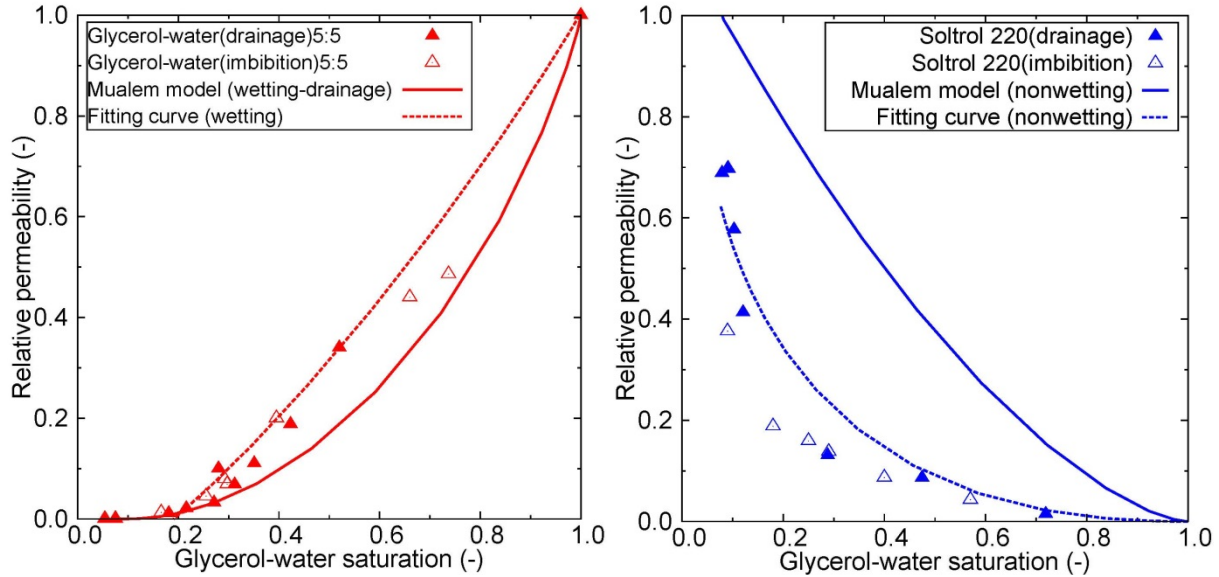 1.0
0.8
0.6
0.4
0.2
0.0
Relative permeability (-)
Glycerol-water(drainage)5:5
Glycerol-water(imbibition)5:5
Mualem model (wetting-drainage)
Fitting curve (wetting)
0.0 0.2 0.4 0.6 0.8 1.0
Glycerol-water saturation (-)
1.0
0.8
0.6
0.4
0.2
0.0
Relative permeability (-)
Soltrol 220(drainage)
Soltrol 220(imbibition)
Mualem model (nonwetting)
Fitting curve (nonwetting)
0.0 0.2 0.4 0.6 0.8 1.0
Glycerol-water saturation (-)